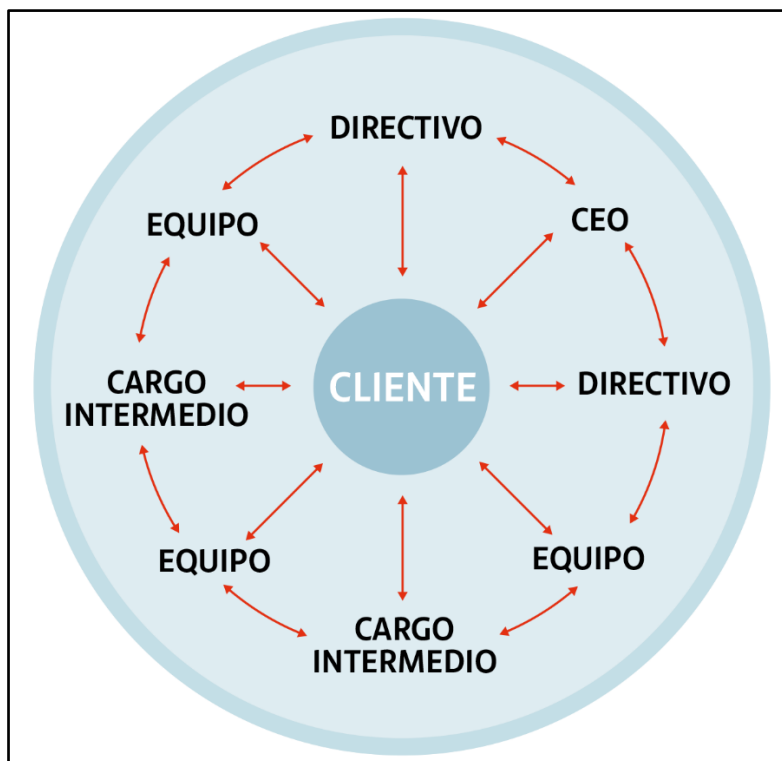 DIRECTIVO
CEO
EQUIPO
CARGO
INTERMEDIO
CLIENTE
DIRECTIVO
EQUIPO
EQUIPO
CARGO
INTERMEDIO